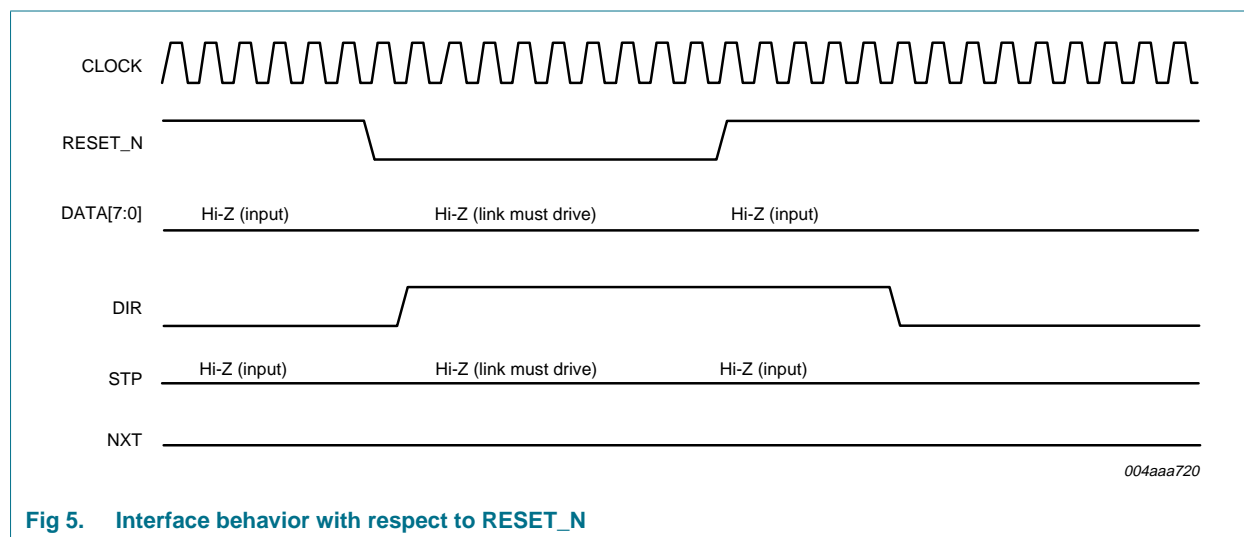 CLOCK
RESET_N
DATA[7:0] Hi-Z (input) Hi-Z (link must drive) Hi-Z (input)
DIR
STP Hi-Z (input) Hi-Z (link must drive) Hi-Z (input)
NXT
004aaa720
Fig 5. Interface behavior with respect to RESET_N